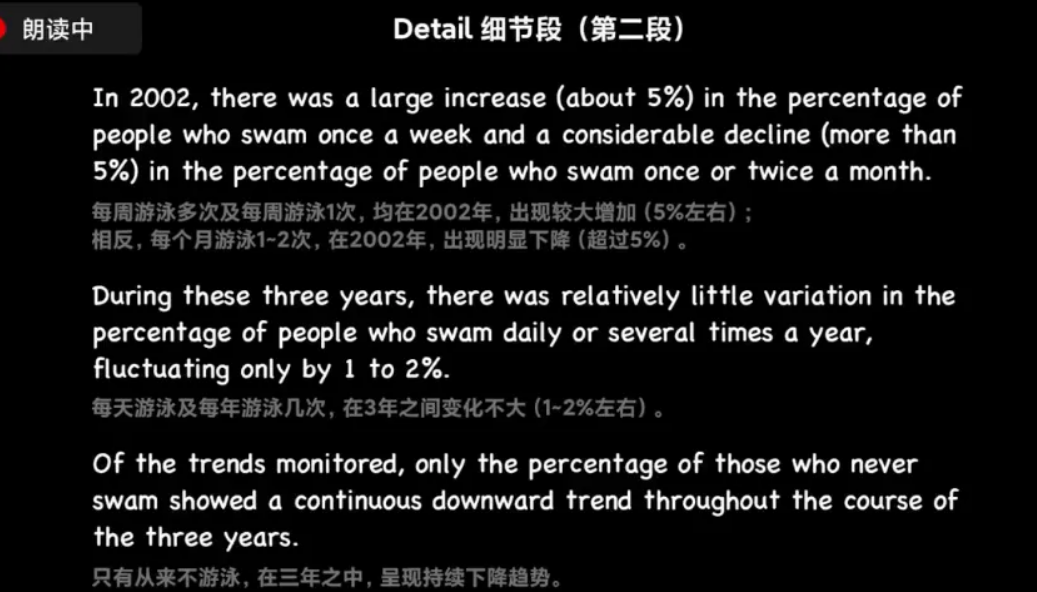 朗读中
Detail 细节段（第二段）
In 2002, there was a large increase (about 5%) in the percentage of
people who swam once a week and a considerable decline (more than
5%) in the percentage of people who swam once or twice a month.
每周游泳多次及每周游泳1次，均在2002年，出现较大增加（5%左右）；
相反，每个月游泳1~2次，在2002年，出现明显下降（超过5%）。
During these three years, there was relatively little variation in the
percentage of people who swam daily or several times a year,
fluctuating only by 1 to 2%.
每天游泳及每年游泳几次，在3年之间变化不大（1~2%左右）。
Of the trends monitored, only the percentage of those who never
swam showed a continuous downward trend throughout the course of
the three years.
只有从来不游泳，在三年之中，呈现持续下降趋势。